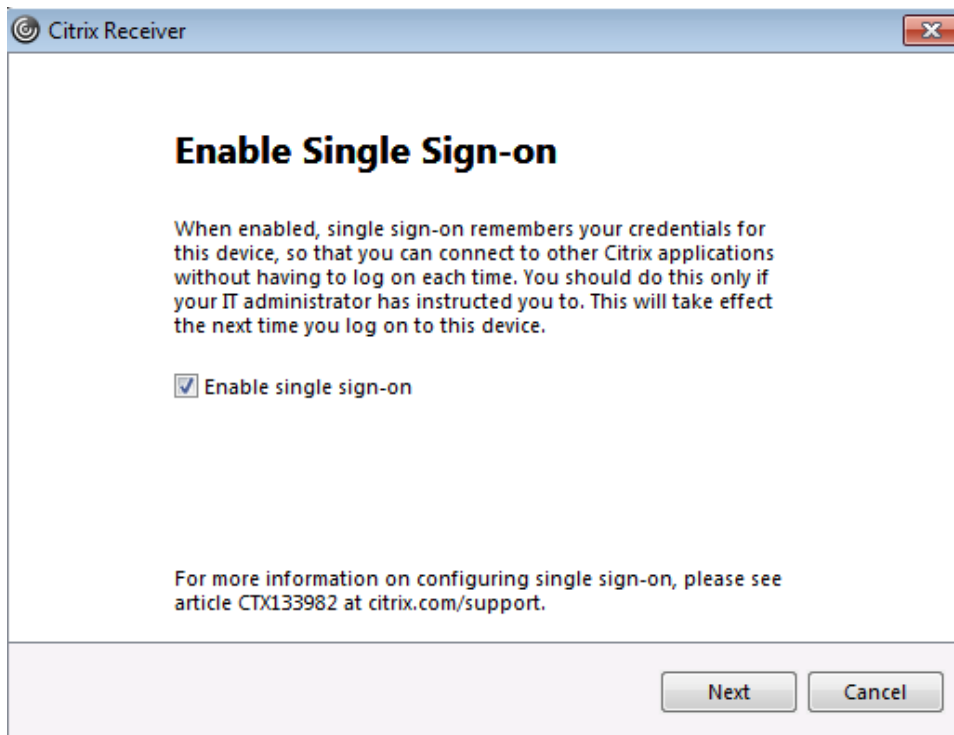 Citrix Receiver
Enable Single Sign-on
When enabled, single sign-on remembers your credentials for
this device, so that you can connect to other Citrix applications
without having to log on each time. You should do this only if
your IT administrator has instructed you to. This will take effect
the next time you log on to this device.
Enable single sign-on
For more information on configuring single sign-on, please see
article CTX133982 at citrix.com/support.
Next Cancel